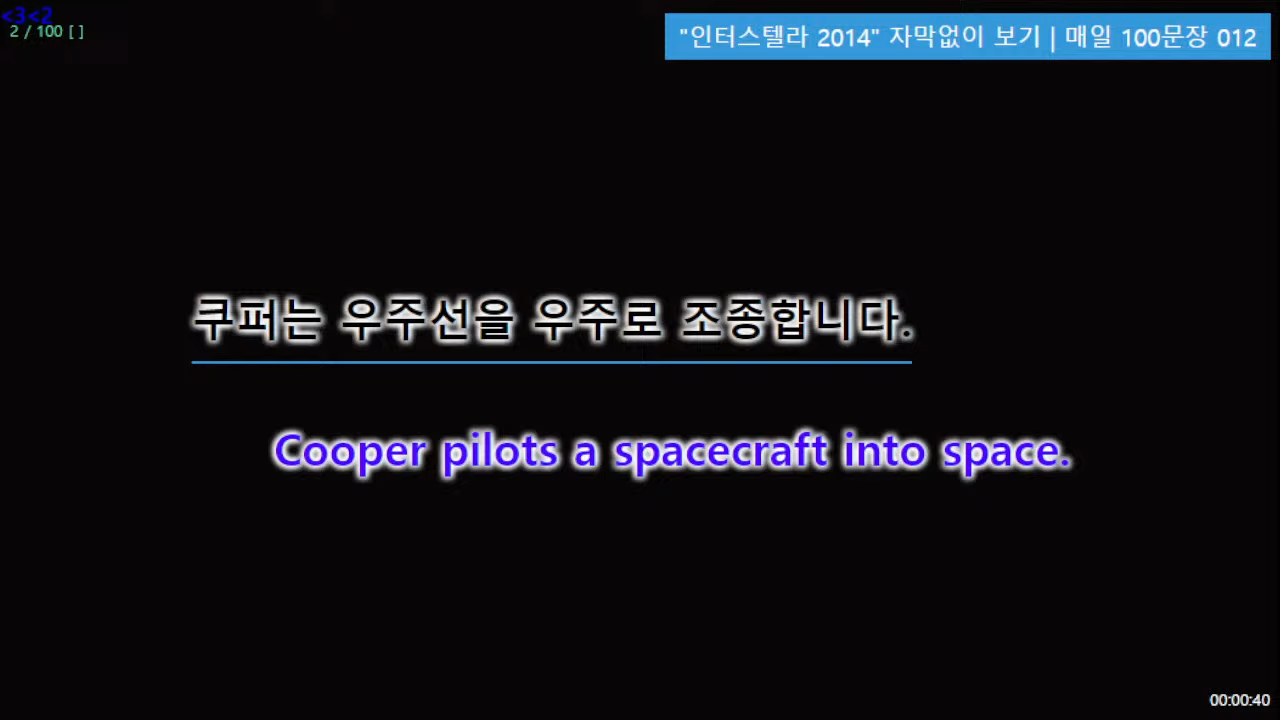 <3<2
2 / 100 [ ]
"인터스텔라 2014" 자막없이 보기 | 매일 100문장 012
쿠퍼는 우주선을 우주로 조종합니다.
Cooper pilots a spacecraft into space.
00:00:40